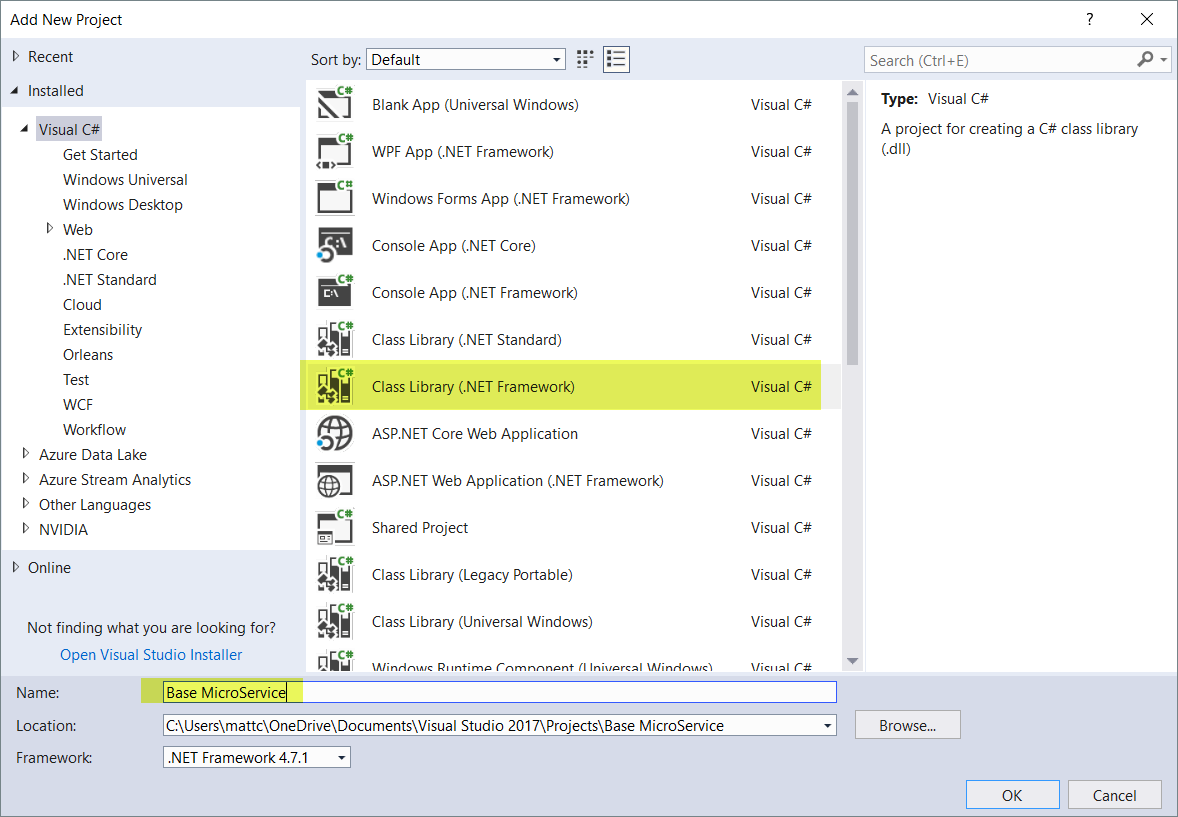 Add New Project
?
Recent
Installed
Visual C#
Get Started
Windows Universal
Windows Desktop
Web
.NET Core
.NET Standard
Cloud
Extensibility
Orleans
Test
WCF
Workflow
Azure Data Lake
Azure Stream Analytics
Other Languages
NVIDIA
Online
Not finding what you are looking for?
Open Visual Studio Installer
Sort by: Default
C# Blank App (Universal Windows) Visual C#
C# WPF App (.NET Framework) Visual C#
C# Windows Forms App (.NET Framework) Visual C#
C:\ Console App (.NET Core) Visual C#
C# C:\ Console App (.NET Framework) Visual C#
C# Class Library (.NET Standard) Visual C#
C# Class Library (.NET Framework) Visual C#
ASP.NET Core Web Application Visual C#
C# ASP.NET Web Application (.NET Framework) Visual C#
C# Shared Project Visual C#
C# Class Library (Legacy Portable) Visual C#
C# Class Library (Universal Windows) Visual C#
C# Windows Runtime Component (Universal Windows) Visual C#
Search (Ctrl+E)
Type: Visual C#
A project for creating a C# class library
(.dll)
Name: Base MicroService
Location: C:\Users\mattc\OneDrive\Documents\Visual Studio 2017\Projects\Base MicroService
Browse...
Framework: .NET Framework 4.7.1
OK
Cancel